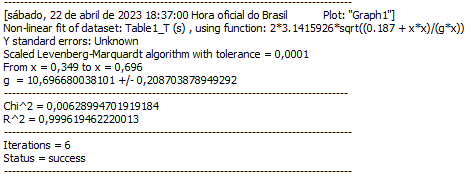 --------------------------------------------------------------------------------------
[sábado, 22 de abril de 2023 18:37:00 Hora oficial do Brasil Plot: "Graph1"]
Non-linear fit of dataset: Table1_T (s) , using function: 2*3.1415926*sqrt((0.187 + x*x)/(g*x))
Y standard errors: Unknown
Scaled Levenberg-Marquardt algorithm with tolerance = 0,0001
From x = 0,349 to x = 0,696
g = 10,696680038101 +/- 0,208703878949292
--------------------------------------------------------------------------------------
Chi^2 = 0,00628994701919184
R^2 = 0,999619462220013
---------------------------------------------------------------------------------------
Iterations = 6
Status = success
---------------------------------------------------------------------------------------